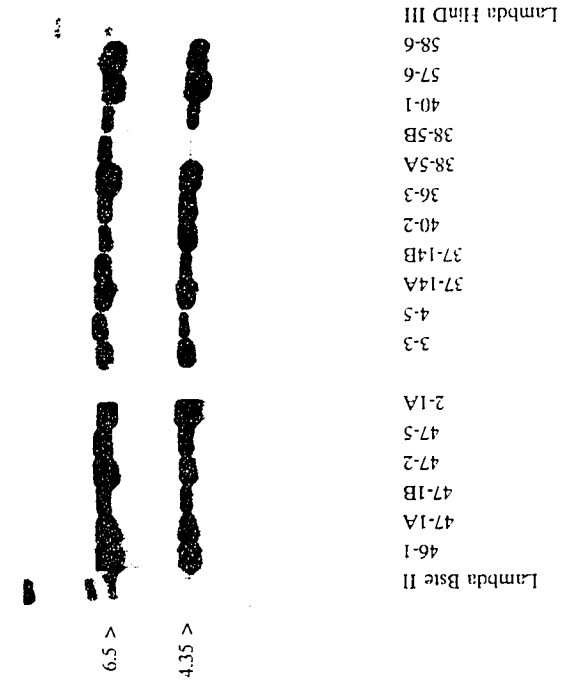 Lambda HinD III
58-6
57-6
40-1
38-5B
38-5A
36-3
40-2
37-14B
37-14A
4-5
3-3
2-1A
47-5
47-2
47-1B
47-1A
46-1
Lambda Bste II
6.5 >
4.35 >